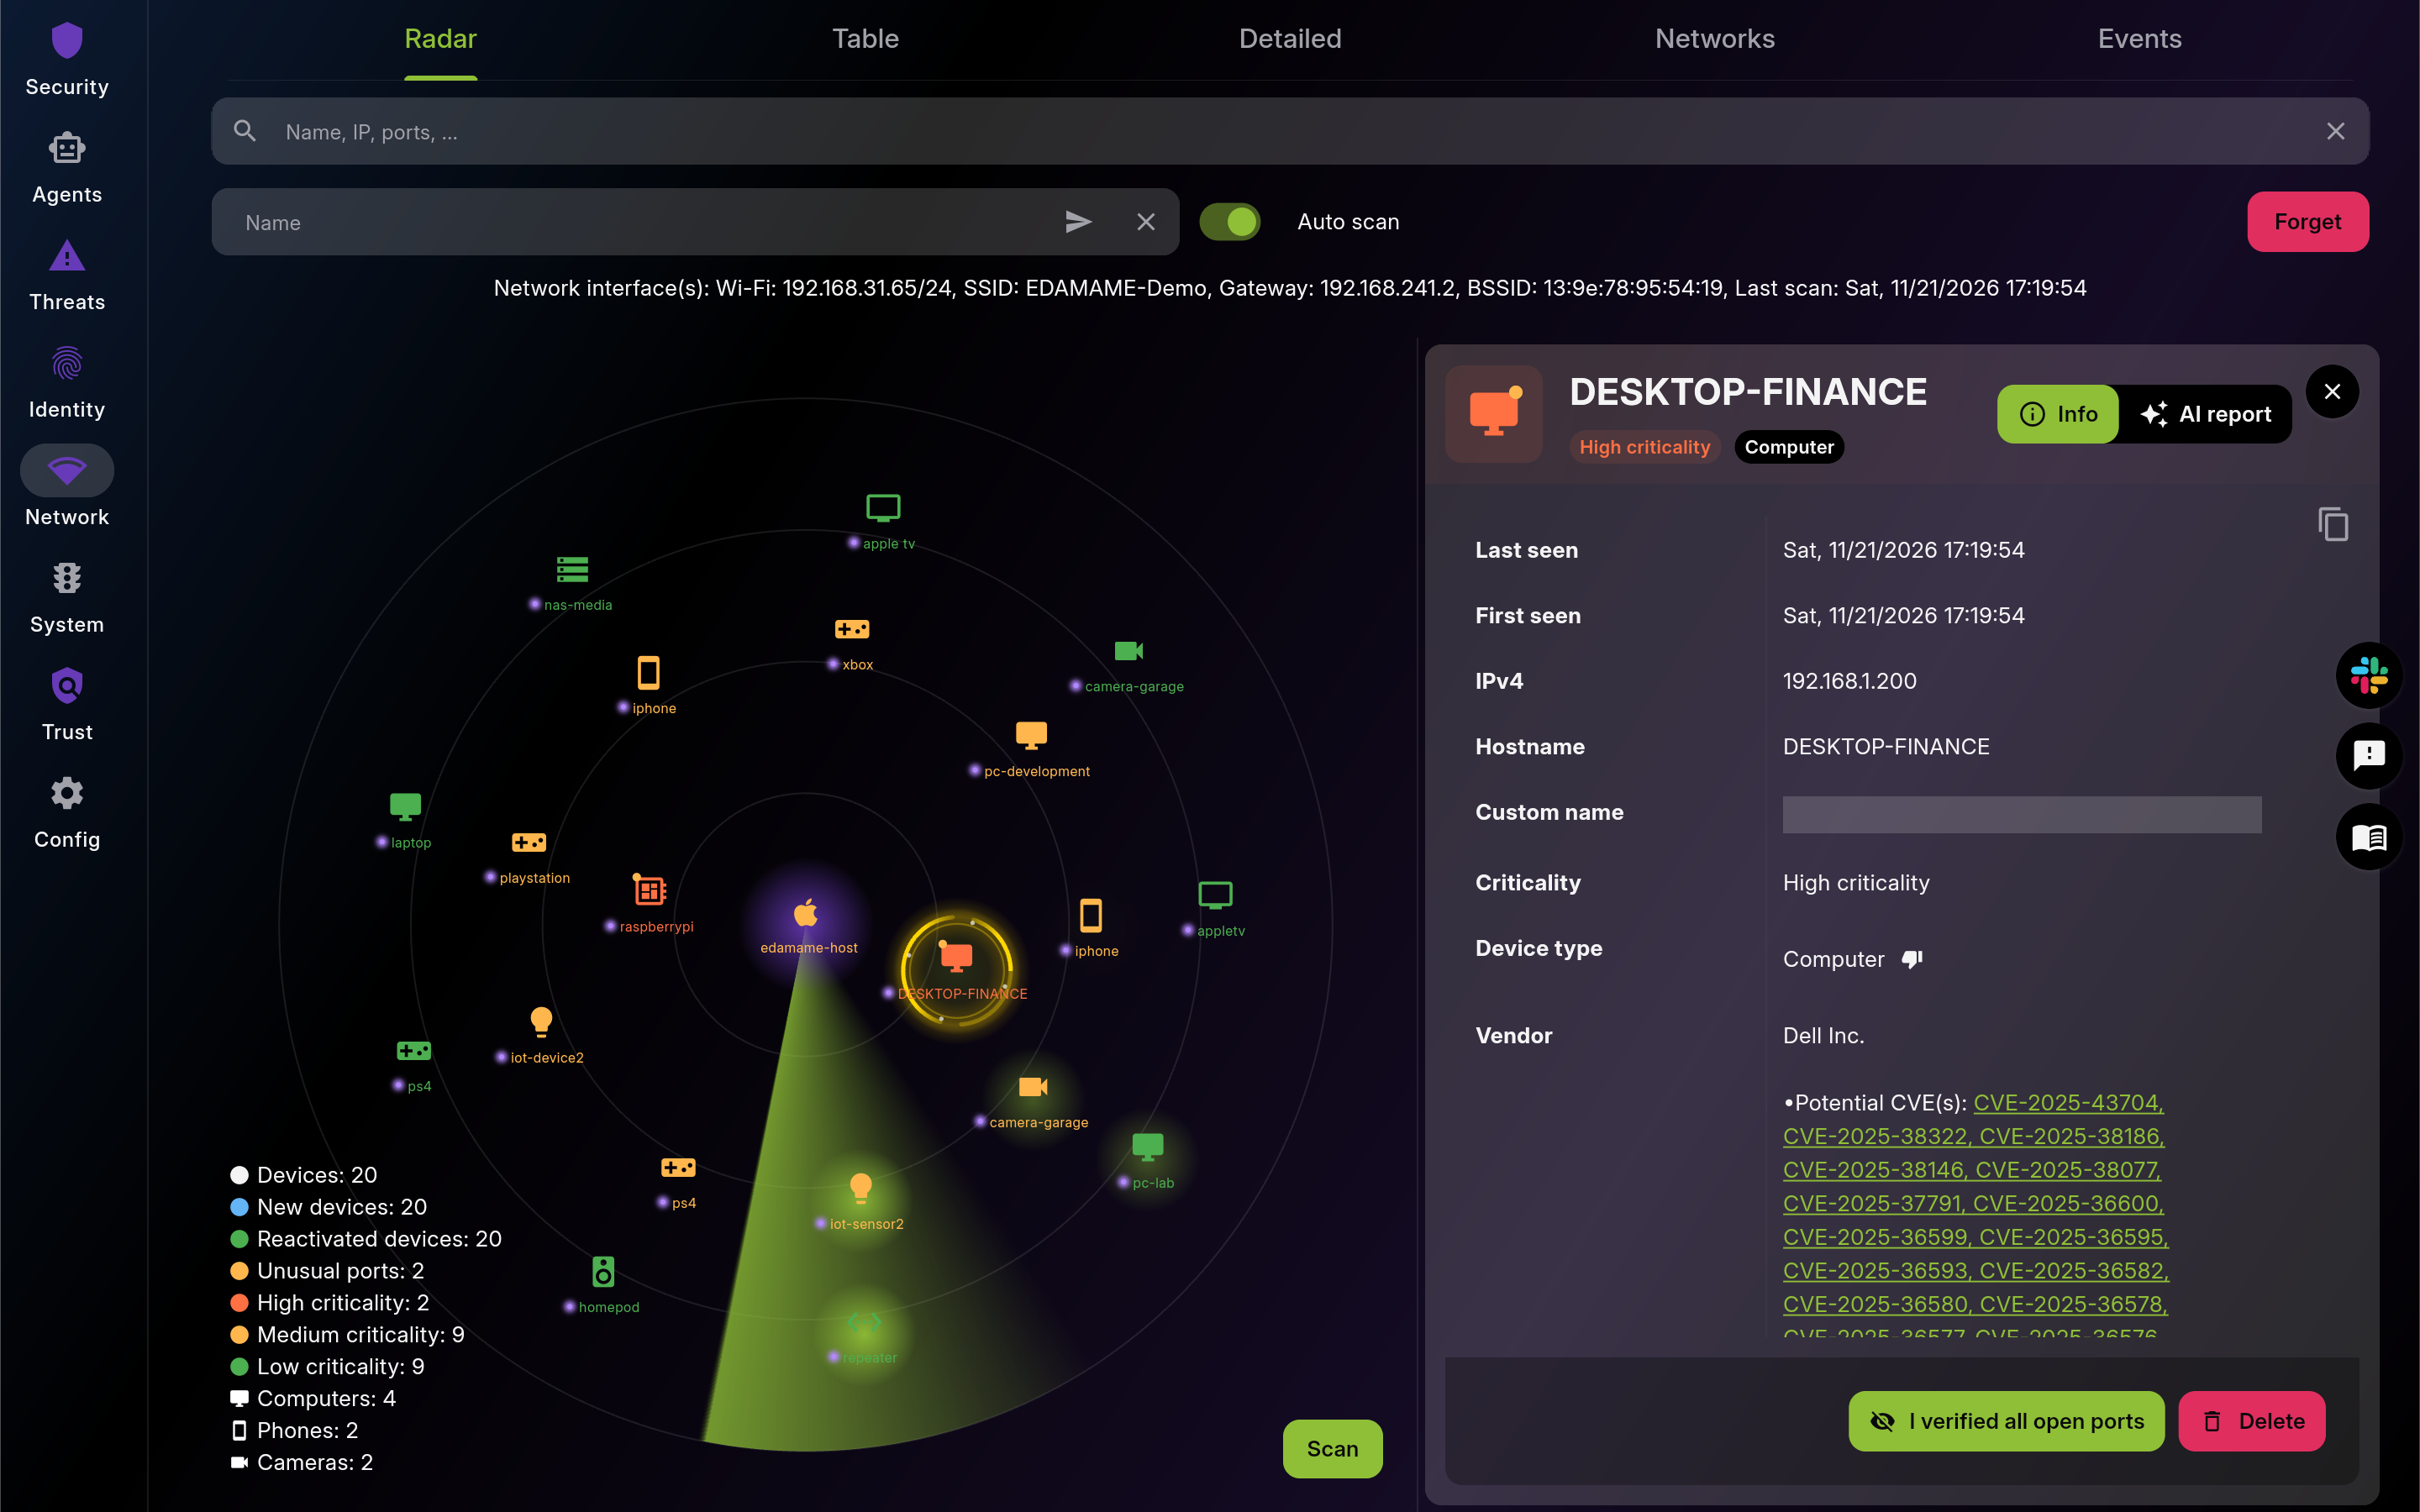 Security
Agents
Threats
Identity
Network
System
Trust
Config
Radar
Table
Detailed
Networks
Events
Name, IP, ports, ...
Name
Auto scan
Forget
Network interface(s): Wi-Fi: 192.168.31.65/24, SSID: EDAMAME-Demo, Gateway: 192.168.241.2, BSSID: 13:9e:78:95:54:19, Last scan: Sat, 11/21/2026 17:19:54
apple tv
nas-media
xbox
iphone
camera-garage
pc-development
laptop
playstation
raspberrypi
edamame-host
iphone
appletv
DESKTOP-FINANCE
iot-device2
ps4
camera-garage
pc-lab
ps4
iot-sensor2
homepod
repeater
Devices: 20
New devices: 20
Reactivated devices: 20
Unusual ports: 2
High criticality: 2
Medium criticality: 9
Low criticality: 9
Computers: 4
Phones: 2
Cameras: 2
Scan
DESKTOP-FINANCE
High criticality
Computer
Info
AI report
Last seen
Sat, 11/21/2026 17:19:54
First seen
Sat, 11/21/2026 17:19:54
IPv4
192.168.1.200
Hostname
DESKTOP-FINANCE
Custom name
Criticality
High criticality
Device type
Computer
Vendor
Dell Inc.
•Potential CVE(s): CVE-2025-43704,
CVE-2025-38322, CVE-2025-38186,
CVE-2025-38146, CVE-2025-38077,
CVE-2025-37791, CVE-2025-36600,
CVE-2025-36599, CVE-2025-36595,
CVE-2025-36593, CVE-2025-36582,
CVE-2025-36580, CVE-2025-36578,
CVE-2025-36577, CVE-2025-36576,
I verified all open ports
Delete